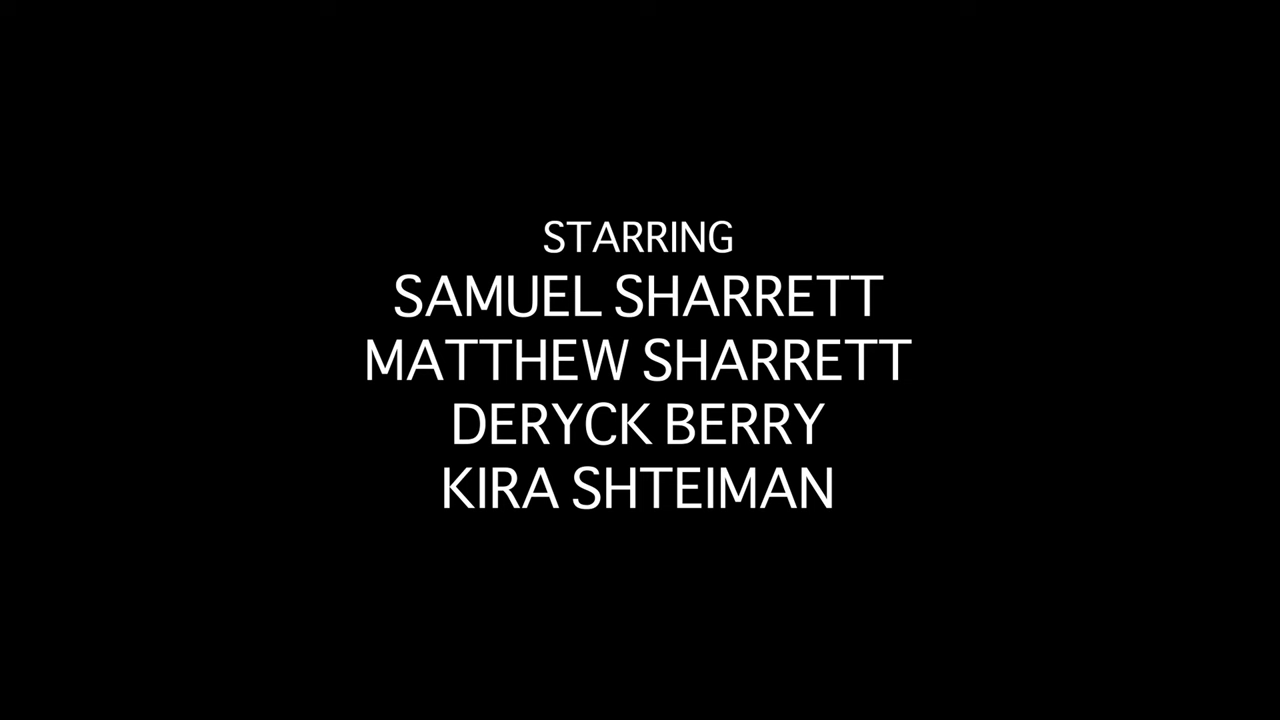 STARRING
SAMUEL SHARRETT
MATTHEW SHARRETT
DERYCK BERRY
KIRA SHTEIMAN